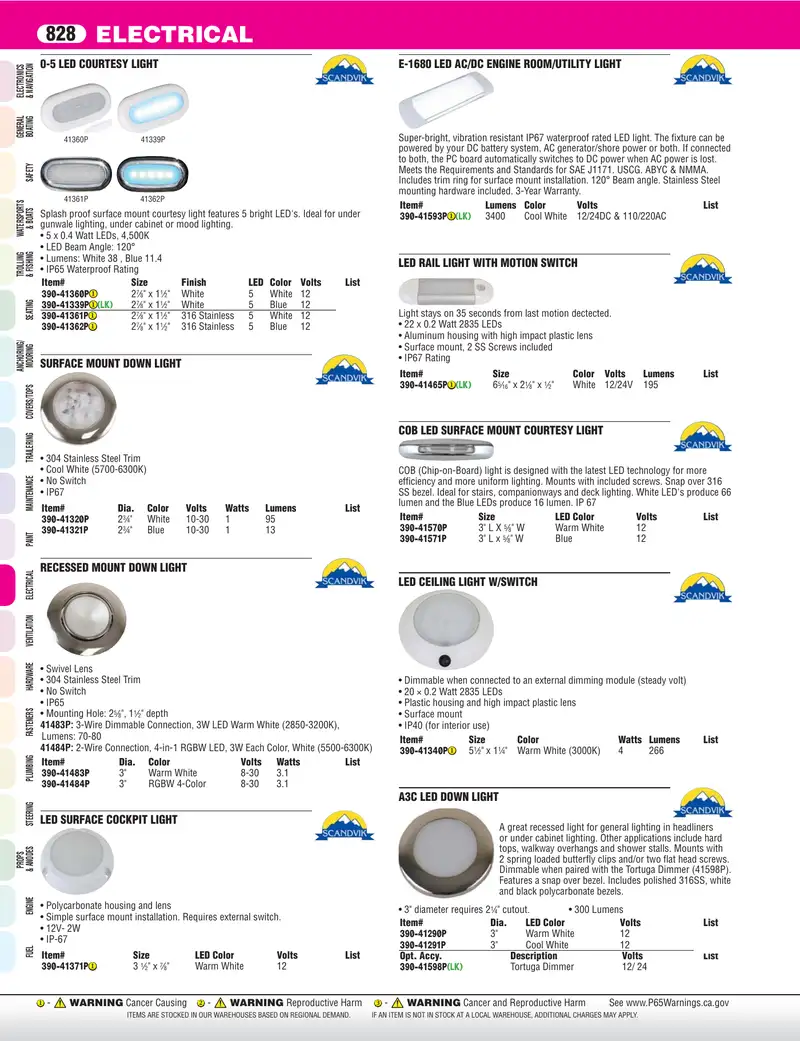 828 ELECTRICAL
ELECTRONICS
& NAVIGATION
GENERAL
BOATING
SAFETY
WATERSPORTS
& BOATS
TROLLING
& FISHING
SEATING
ANCHORING/
MOORING
COVERS/TOPS
TRAILERING
MAINTENANCE
PAINT
ELECTRICAL
VENTILATION
HARDWARE
FASTENERS
PLUMBING
STEERING
PROPS
& ANODES
ENGINE
FUEL
0-5 LED COURTESY LIGHT
SCANDVIK
41360P 41339P
41361P 41362P
Splash proof surface mount courtesy light features 5 bright LED's. Ideal for under
gunwale lighting, under cabinet or mood lighting.
• 5 x 0.4 Watt LEDs, 4,500K
• LED Beam Angle: 120°
• Lumens: White 38 , Blue 11.4
• IP65 Waterproof Rating
Item# Size Finish LED Color Volts List
390-41360P 2⅞" x 1½" White 5 White 12
390-41339P (LK) 2⅞" x 1½" White 5 Blue 12
390-41361P 2⅞" x 1½" 316 Stainless 5 White 12
390-41362P 2⅞" x 1½" 316 Stainless 5 Blue 12
SURFACE MOUNT DOWN LIGHT
SCANDVIK
• 304 Stainless Steel Trim
• Cool White (5700-6300K)
• No Switch
• IP67
Item# Dia. Color Volts Watts Lumens List
390-41320P 2¾" White 10-30 1 95
390-41321P 2¾" Blue 10-30 1 13
RECESSED MOUNT DOWN LIGHT
SCANDVIK
• Swivel Lens
• 304 Stainless Steel Trim
• No Switch
• IP65
• Mounting Hole: 2⅝", 1½" depth
41483P: 3-Wire Dimmable Connection, 3W LED Warm White (2850-3200K),
Lumens: 70-80
41484P: 2-Wire Connection, 4-in-1 RGBW LED, 3W Each Color, White (5500-6300K)
Item# Dia. Color Volts Watts List
390-41483P 3" Warm White 8-30 3.1
390-41484P 3" RGBW 4-Color 8-30 3.1
LED SURFACE COCKPIT LIGHT
SCANDVIK
• Polycarbonate housing and lens
• Simple surface mount installation. Requires external switch.
• 12V- 2W
• IP-67
Item# Size LED Color Volts List
390-41371P 3 ½" x ⅞" Warm White 12
E-1680 LED AC/DC ENGINE ROOM/UTILITY LIGHT
SCANDVIK
Super-bright, vibration resistant IP67 waterproof rated LED light. The fixture can be
powered by your DC battery system, AC generator/shore power or both. If connected
to both, the PC board automatically switches to DC power when AC power is lost.
Meets the Requirements and Standards for SAE J1171. USCG. ABYC & NMMA.
Includes trim ring for surface mount installation. 120° Beam angle. Stainless Steel
mounting hardware included. 3-Year Warranty.
Item# Lumens Color Volts List
390-41593P (LK) 3400 Cool White 12/24DC & 110/220AC
LED RAIL LIGHT WITH MOTION SWITCH
SCANDVIK
Light stays on 35 seconds from last motion dectected.
• 22 x 0.2 Watt 2835 LEDs
• Aluminum housing with high impact plastic lens
• Surface mount, 2 SS Screws included
• IP67 Rating
Item# Size Color Volts Lumens List
390-41465P (LK) 6 5/16" x 2⅛" x ½" White 12/24V 195
COB LED SURFACE MOUNT COURTESY LIGHT
SCANDVIK
COB (Chip-on-Board) light is designed with the latest LED technology for more
efficiency and more uniform lighting. Mounts with included screws. Snap over 316
SS bezel. Ideal for stairs, companionways and deck lighting. White LED's produce 66
lumen and the Blue LEDs produce 16 lumen. IP 67
Item# Size LED Color Volts List
390-41570P 3" L X ⅝" W Warm White 12
390-41571P 3" L x ⅝" W Blue 12
LED CEILING LIGHT W/SWITCH
SCANDVIK
• Dimmable when connected to an external dimming module (steady volt)
• 20 × 0.2 Watt 2835 LEDs
• Plastic housing and high impact plastic lens
• Surface mount
• IP40 (for interior use)
Item# Size Color Watts Lumens List
390-41340P 5½" x 1¼" Warm White (3000K) 4 266
A3C LED DOWN LIGHT
SCANDVIK
A great recessed light for general lighting in headliners
or under cabinet lighting. Other applications include hard
tops, walkway overhangs and shower stalls. Mounts with
2 spring loaded butterfly clips and/or two flat head screws.
Dimmable when paired with the Tortuga Dimmer (41598P).
Features a snap over bezel. Includes polished 316SS, white
and black polycarbonate bezels.
• 3" diameter requires 2¼" cutout. • 300 Lumens
Item# Dia. LED Color Volts List
390-41290P 3" Warm White 12
390-41291P 3" Cool White 12
Opt. Accy. Description Volts List
390-41598P(LK) Tortuga Dimmer 12/ 24
1 - WARNING Cancer Causing 2 - WARNING Reproductive Harm 3 - WARNING Cancer and Reproductive Harm See www.P65Warnings.ca.gov
ITEMS ARE STOCKED IN OUR WAREHOUSES BASED ON REGIONAL DEMAND. IF AN ITEM IS NOT IN STOCK AT A LOCAL WAREHOUSE, ADDITIONAL CHARGES MAY APPLY.